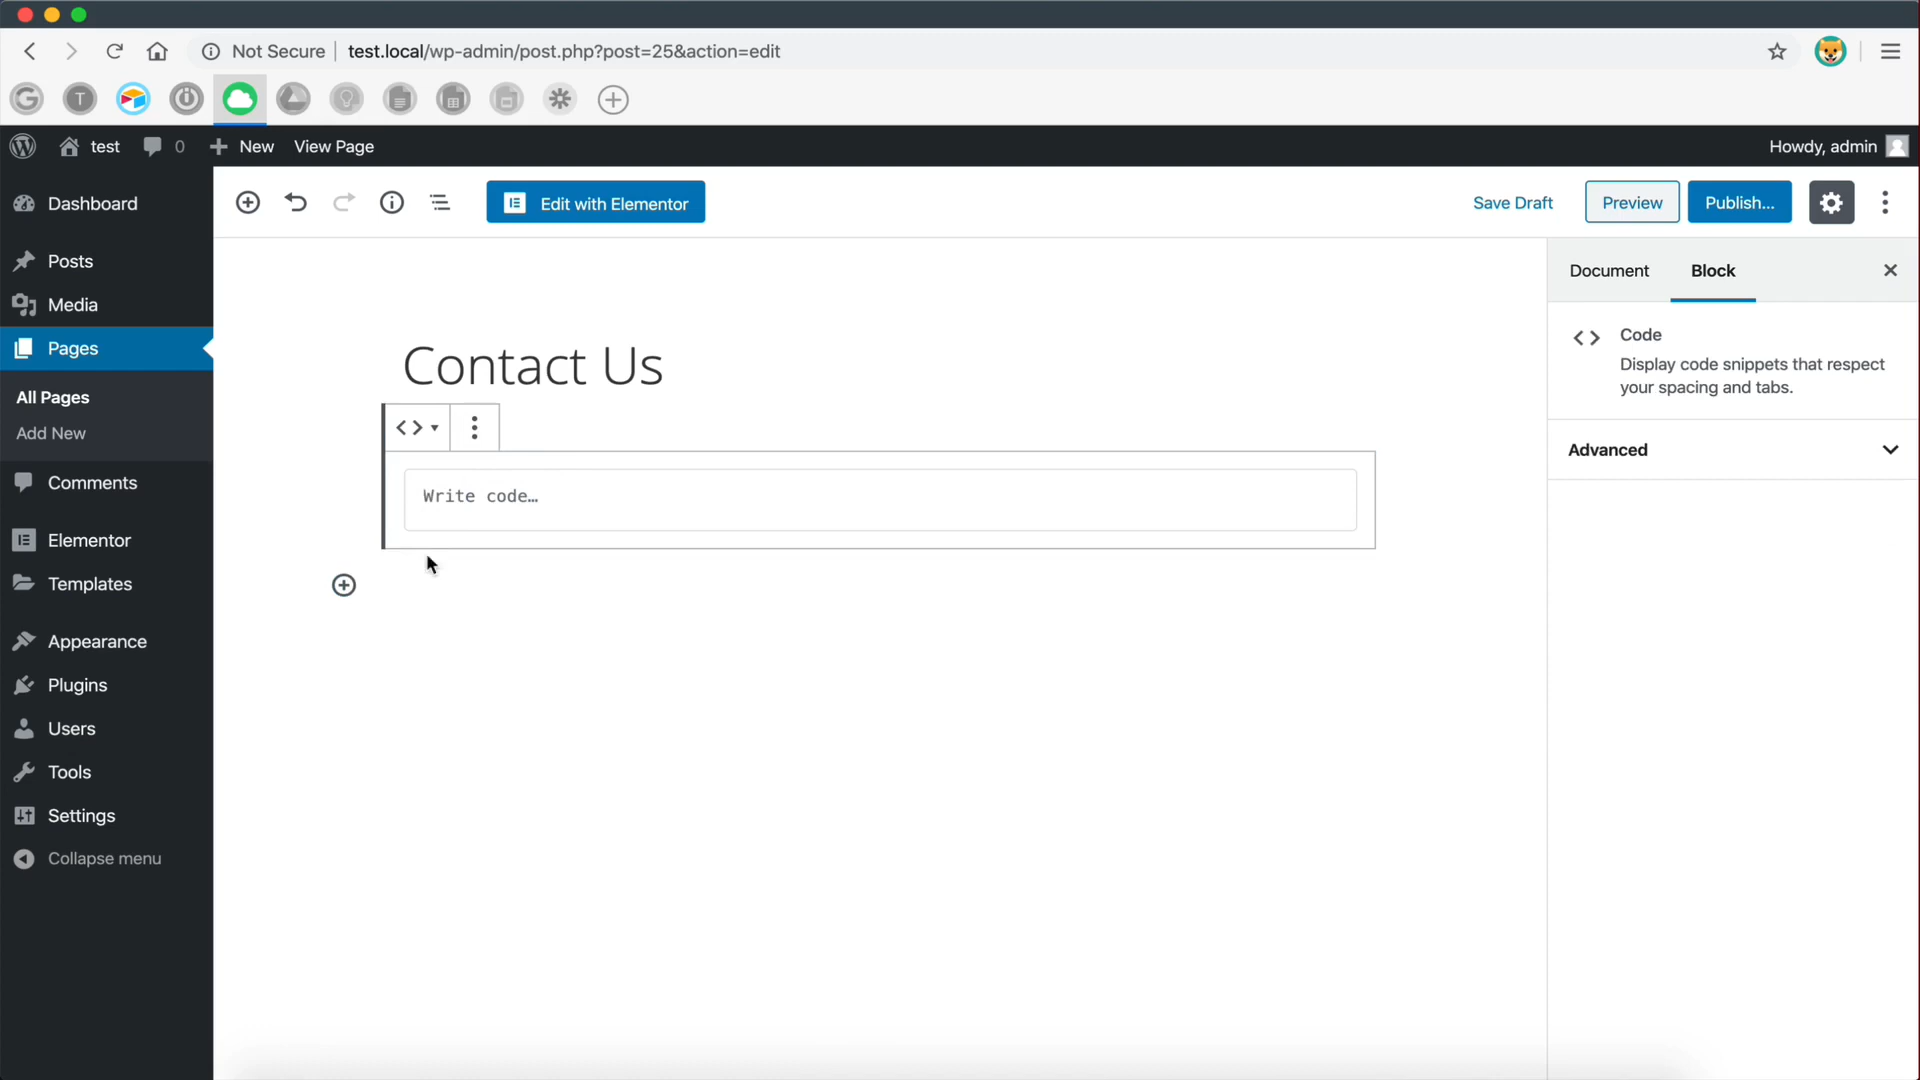 Not Secure test.local/wp-admin/post.php?post=25&action=edit
G T
test 0 New View Page Howdy, admin
Dashboard
Posts
Media
Pages
All Pages
Add New
Comments
Elementor
Templates
Appearance
Plugins
Users
Tools
Settings
Collapse menu
Edit with Elementor Save Draft Preview Publish...
Contact Us
Write code…
Document Block
Code
Display code snippets that respect
your spacing and tabs.
Advanced